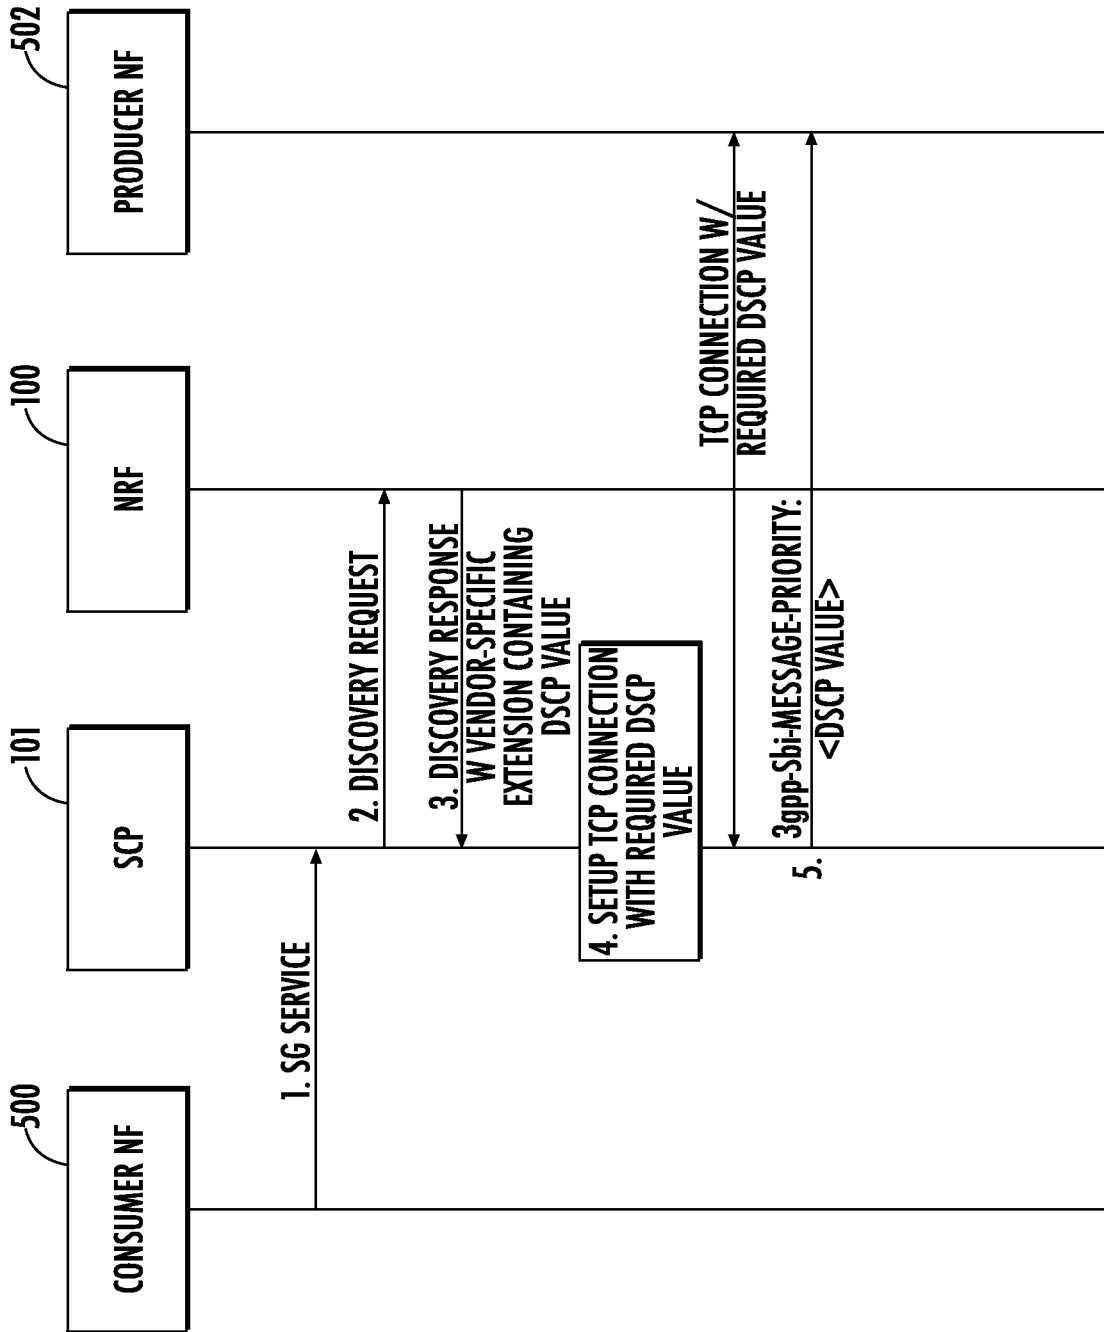 500
CONSUMER NF
101
SCP
100
NRF
502
PRODUCER NF
1. SG SERVICE
2. DISCOVERY REQUEST
3. DISCOVERY RESPONSE
W VENDOR-SPECIFIC
EXTENSION CONTAINING
DSCP VALUE
4. SETUP TCP CONNECTION
WITH REQUIRED DSCP
VALUE
TCP CONNECTION W/
REQUIRED DSCP VALUE
5.
3gpp-Sbi-MESSAGE-PRIORITY:
<DSCP VALUE>